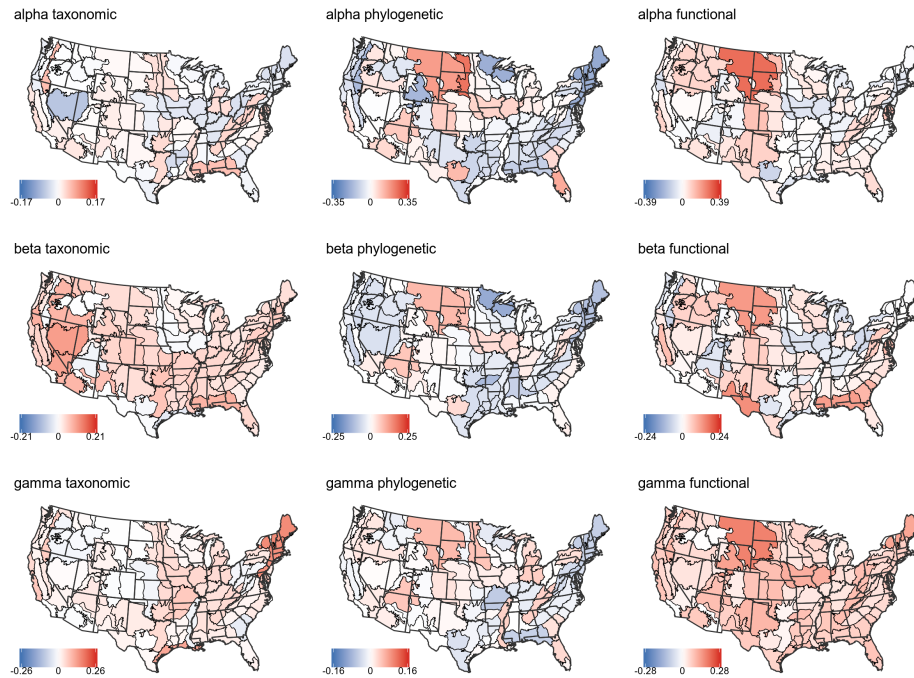 alpha taxonomic
alpha phylogenetic
alpha functional
-0.17 0 0.17
-0.35 0 0.35
-0.39 0 0.39
beta taxonomic
beta phylogenetic
beta functional
-0.21 0 0.21
-0.25 0 0.25
-0.24 0 0.24
gamma taxonomic
gamma phylogenetic
gamma functional
-0.26 0 0.26
-0.16 0 0.16
-0.28 0 0.28